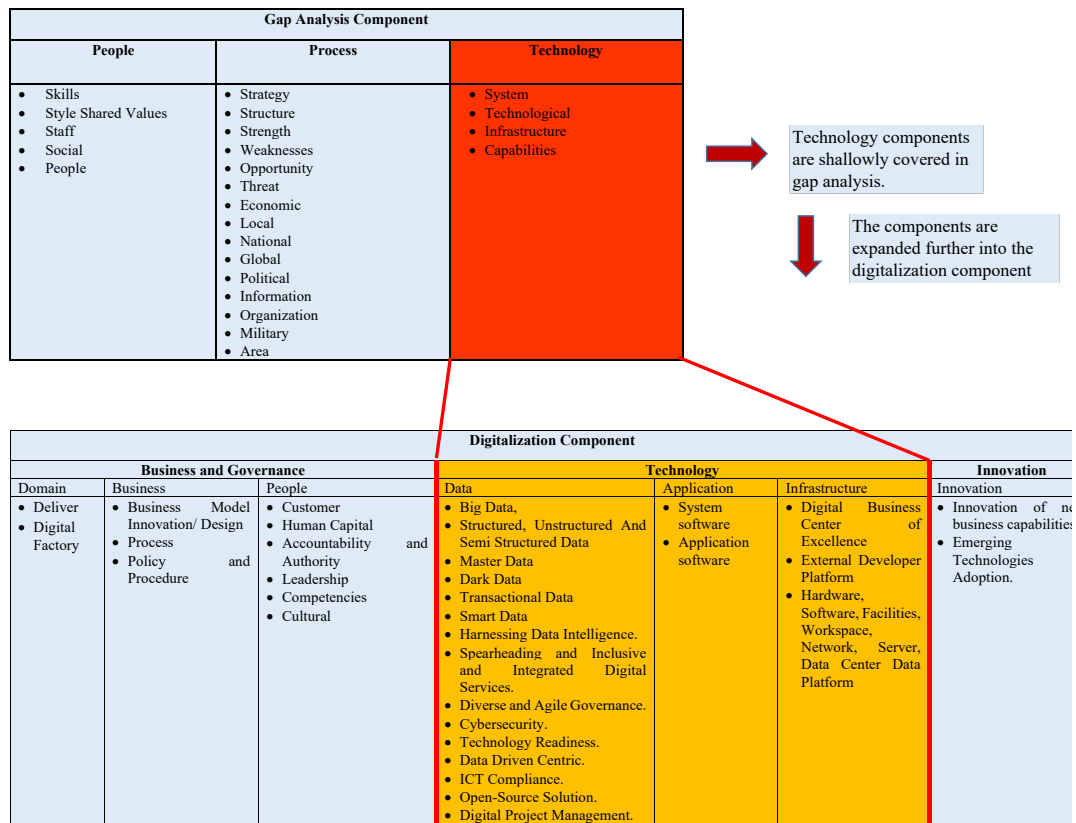 Gap Analysis Component
People
Process
Technology
• Skills
• Style Shared Values
• Staff
• Social
• People
• Strategy
• Structure
• Strength
• Weaknesses
• Opportunity
• Threat
• Economic
• Local
• National
• Global
• Political
• Information
• Organization
• Military
• Area
• System
• Technological
• Infrastructure
• Capabilities
Technology components
are shallowly covered in
gap analysis.
The components are
expanded further into the
digitalization component
Digitalization Component
Business and Governance
Technology
Innovation
Domain
Business
People
Data
Application
Infrastructure
Innovation
• Deliver
• Digital
Factory
• Business Model
Innovation/ Design
• Process
• Policy and
Procedure
• Customer
• Human Capital
• Accountability and
Authority
• Leadership
• Competencies
• Cultural
• Big Data,
• Structured, Unstructured And
Semi Structured Data
• Master Data
• Dark Data
• Transactional Data
• Smart Data
• Harnessing Data Intelligence.
• Spearheading and Inclusive
and Integrated Digital
Services.
• Diverse and Agile Governance.
• Cybersecurity.
• Technology Readiness.
• Data Driven Centric.
• ICT Compliance.
• Open-Source Solution.
• Digital Project Management.
• System
software
• Application
software
• Digital Business
Center of
Excellence
• External Developer
Platform
• Hardware,
Software, Facilities,
Workspace,
Network, Server,
Data Center Data
Platform
• Innovation of ne
business capabilities
• Emerging
Technologies
Adoption.